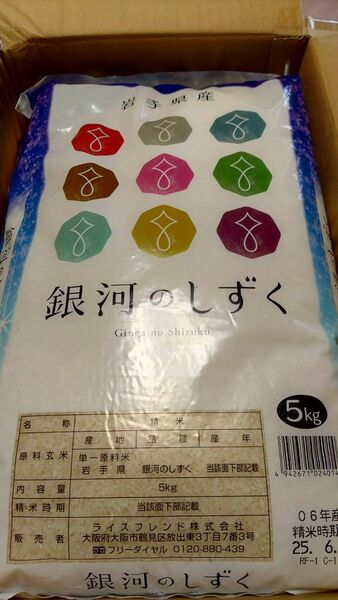 岩手県産
銀河のしずく
Ginga no Shizuku
5kg
名称 精米
原料玄米 産地 品種 産年
単一原料米
岩手県 銀河のしずく 当該面下部記載
内容量 5kg
精米時期 当該面下部記載
販売者 ライスフレンド株式会社
大阪府大阪市鶴見区放出東3丁目7番3号
フリーダイヤル 0120-880-439
4942671024014
06年産
精米時期
25. 6.
RF-1 G-1
銀河のしずく